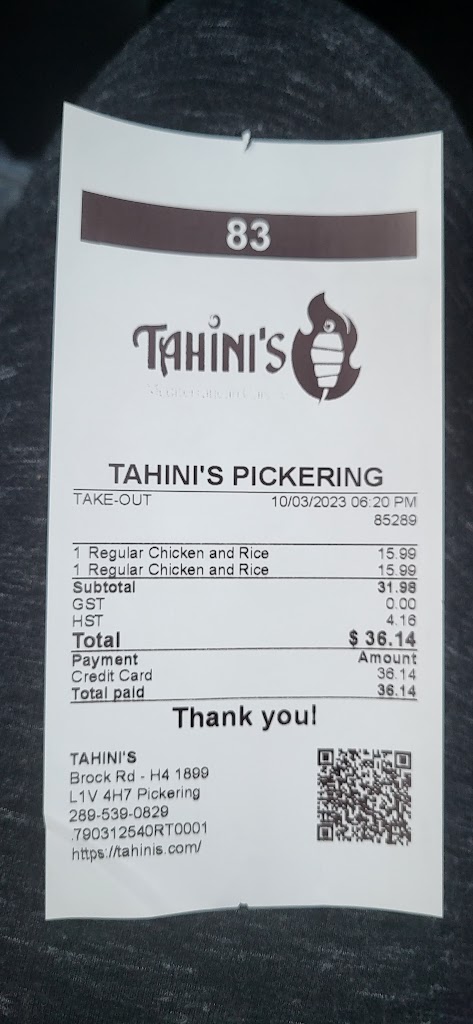 83
TAHINI'S
TAHINI'S PICKERING
TAKE-OUT 10/03/2023 06:20 PM
85289
1 Regular Chicken and Rice 15.99
1 Regular Chicken and Rice 15.99
Subtotal 31.98
GST 0.00
HST 4.16
Total $ 36.14
Payment Amount
Credit Card 36.14
Total paid 36.14
Thank you!
TAHINI'S
Brock Rd - H4 1899
L1V 4H7 Pickering
289-539-0829
.790312540RT0001
https://tahinis.com/